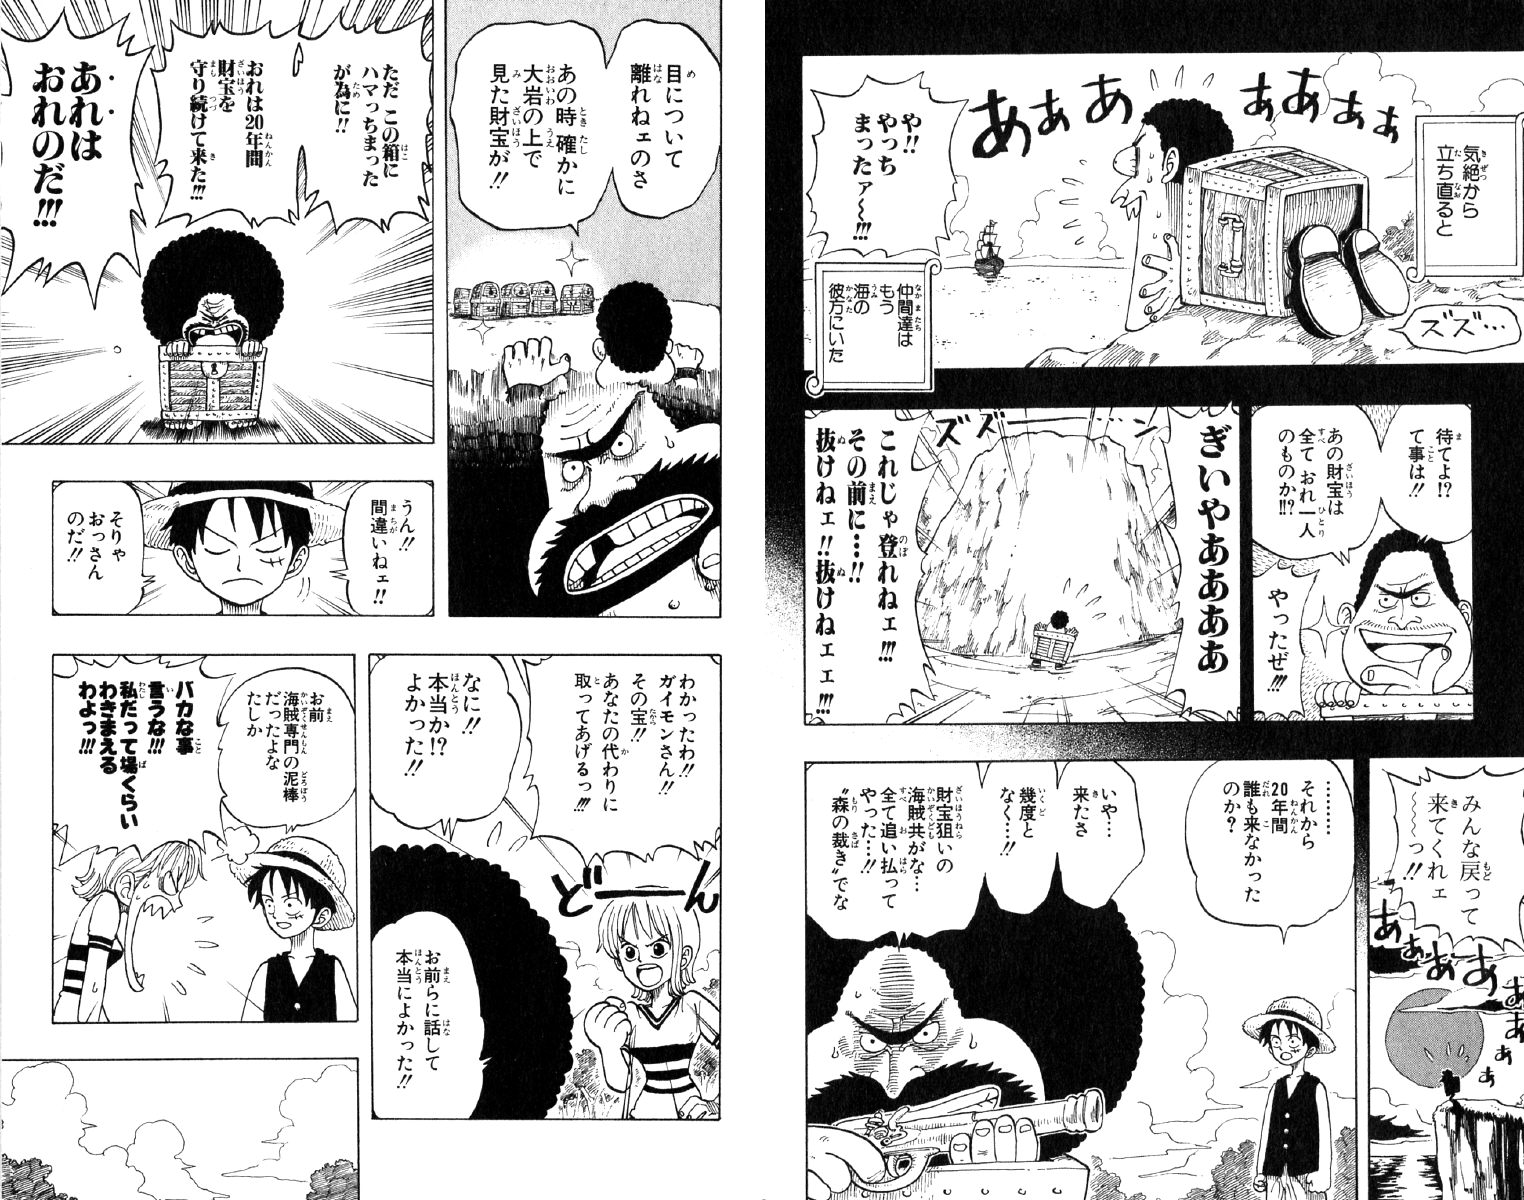 気絶から
立ち直ると
ああああ
あああ
や!!
やっち
まったァ〜!!!
ズズ…
仲間達は
もう
海の
彼方にいた
待てよ!?
て事は!!
あの財宝は
全て おれ一人
のものか!!?
やったぜ!!!
ぎいやああああ
ズズーーン
これじゃ登れねェ!!!
その前に…!!
抜けねェ!!抜けねェェ!!!
みんな戻って
来てくれェ
〜〜っ!!
ああああああああ
………
それから
20年間
誰も来なかった
のか?
いや…
来たさ
幾度と
なく…!!
財宝狙いの
海賊共がな…
全て追い払って
やった…!!
“森の裁き”でな
目について
離れねェのさ
あの時 確かに
大岩の上で
見た財宝が!!
ただ この箱に
ハマっちまった
が為に!!
おれは20年間
財宝を
守り続けて来た!!!
あれは
おれのだ!!!
うん!!
間違いねェ!!
そりゃ
おっさん
のだ!!
わかったわ!!
ガイモンさん!!
その宝!!
あなたの代わりに
取ってあげるっ!!!
なに!!
本当か!?
よかった!!
どーん
お前らに話して
本当によかった!!
お前
海賊専門の泥棒
だったよな
たしか
バカな事
言うな!!!
私だって場くらい
わきまえる
わよっ!!!